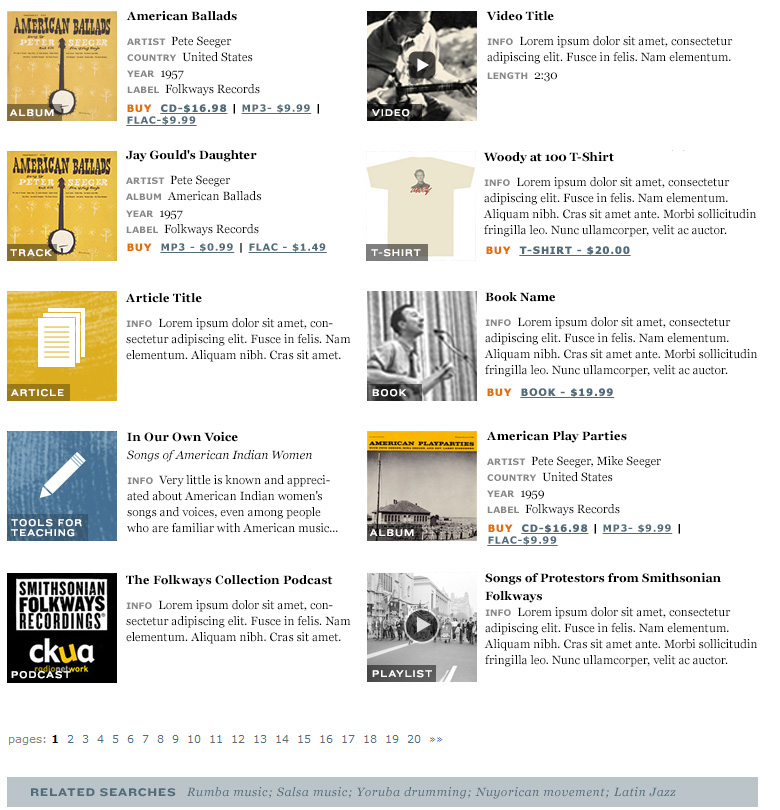 AMERICAN BALLADS
PETE SEEGER
ALBUM
American Ballads
ARTIST Pete Seeger
COUNTRY United States
YEAR 1957
LABEL Folkways Records
BUY CD-$16.98 | MP3- $9.99 |
FLAC-$9.99
VIDEO
Video Title
INFO Lorem ipsum dolor sit amet, consectetur
adipiscing elit. Fusce in felis. Nam elementum.
LENGTH 2:30
AMERICAN BALLADS
PETE SEEGER
TRACK
Jay Gould's Daughter
ARTIST Pete Seeger
ALBUM American Ballads
YEAR 1957
LABEL Folkways Records
BUY MP3 - $0.99 | FLAC - $1.49
T-SHIRT
Woody at 100 T-Shirt
INFO Lorem ipsum dolor sit amet, consectetur
adipiscing elit. Fusce in felis. Nam elementum.
Aliquam nibh. Cras sit amet ante. Morbi sollicitudin
fringilla leo. Nunc ullamcorper, velit ac auctor.
BUY T-SHIRT - $20.00
ARTICLE
Article Title
INFO Lorem ipsum dolor sit amet, con-
sectetur adipiscing elit. Fusce in felis. Nam
elementum. Aliquam nibh. Cras sit amet.
BOOK
Book Name
INFO Lorem ipsum dolor sit amet, consectetur
adipiscing elit. Fusce in felis. Nam elementum.
Aliquam nibh. Cras sit amet ante. Morbi sollicitudin
fringilla leo. Nunc ullamcorper, velit ac auctor.
BUY BOOK - $19.99
TOOLS FOR
TEACHING
In Our Own Voice
Songs of American Indian Women
INFO Very little is known and appreci-
ated about American Indian women's
songs and voices, even among people
who are familiar with American music...
AMERICAN PLAYPARTIES
ALBUM
American Play Parties
ARTIST Pete Seeger, Mike Seeger
COUNTRY United States
YEAR 1959
LABEL Folkways Records
BUY CD-$16.98 | MP3- $9.99 |
FLAC-$9.99
SMITHSONIAN
FOLKWAYS
RECORDINGS
ckua
radionetwork
PODCAST
The Folkways Collection Podcast
INFO Lorem ipsum dolor sit amet, con-
sectetur adipiscing elit. Fusce in felis. Nam
elementum. Aliquam nibh. Cras sit amet.
PLAYLIST
Songs of Protestors from Smithsonian
Folkways
INFO Lorem ipsum dolor sit amet, consectetur
adipiscing elit. Fusce in felis. Nam elementum.
Aliquam nibh. Cras sit amet ante. Morbi sollicitudin
fringilla leo. Nunc ullamcorper, velit ac auctor.
pages: 1 2 3 4 5 6 7 8 9 10 11 12 13 14 15 16 17 18 19 20 »»
RELATED SEARCHES Rumba music; Salsa music; Yoruba drumming; Nuyorican movement; Latin Jazz